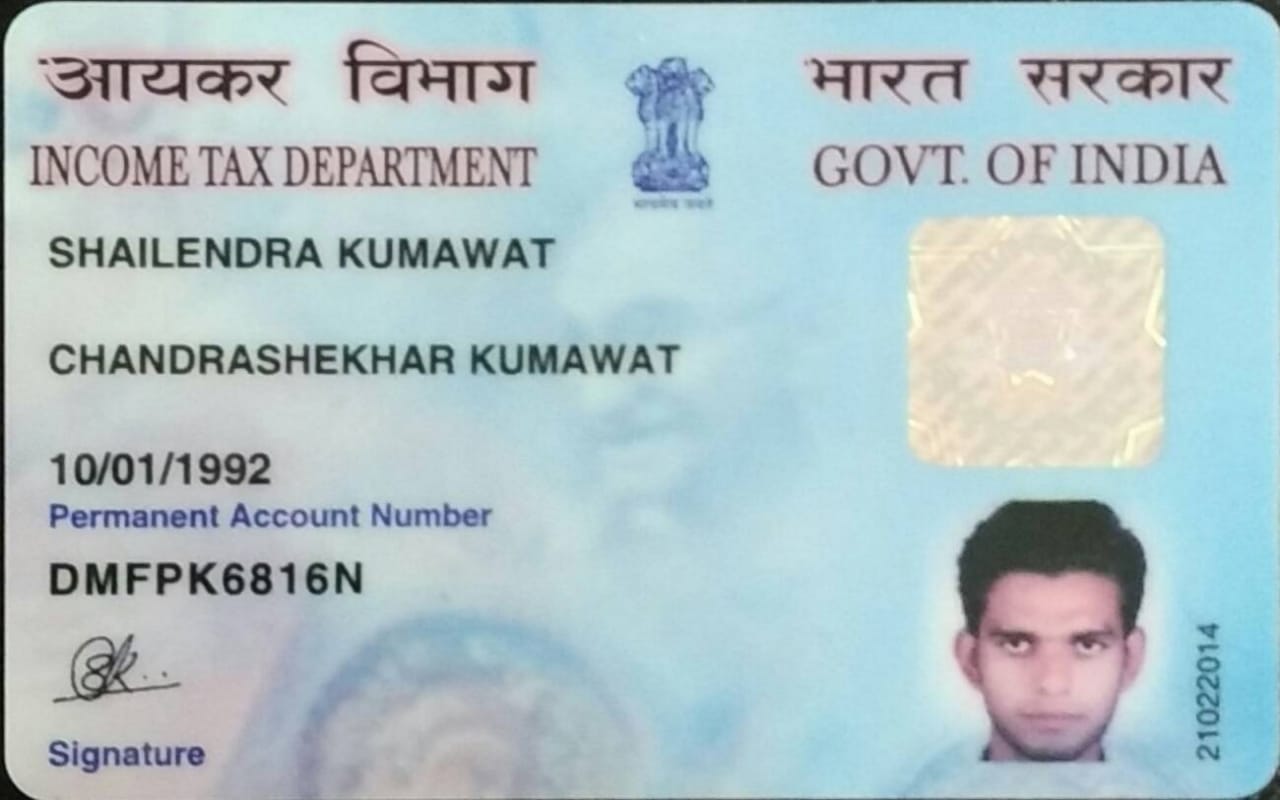 आयकर विभाग
भारत सरकार
INCOME TAX DEPARTMENT
GOVT. OF INDIA
सत्यमेव जयते
SHAILENDRA KUMAWAT
CHANDRASHEKHAR KUMAWAT
10/01/1992
Permanent Account Number
DMFPK6816N
Signature
21022014